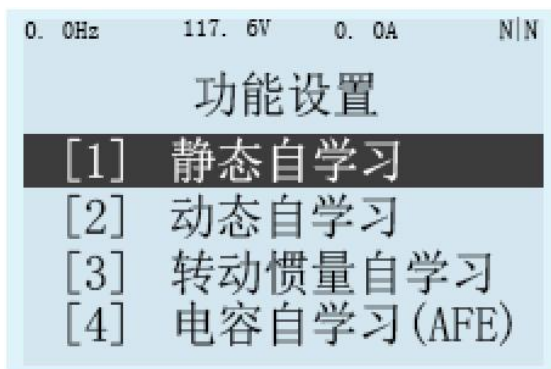 0. 0Hz 117. 6V 0. 0A N|N
功能设置
[1] 静态自学习
[2] 动态自学习
[3] 转动惯量自学习
[4] 电容自学习(AFE)